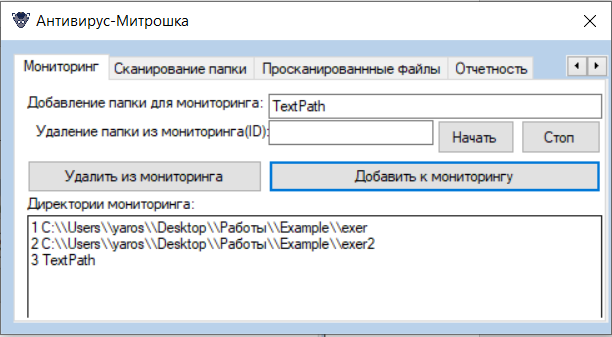 Антивирус-Митрошка
Мониторинг Сканирование папки Просканированнные файлы Отчетность
Добавление папки для мониторинга: TextPath
Удаление папки из мониторинга(ID): Начать Стоп
Удалить из мониторинга Добавить к мониторингу
Директории мониторинга:
1 C:\\Users\\yaros\\Desktop\\Работы\\Example\\exer
2 C:\\Users\\yaros\\Desktop\\Работы\\Example\\exer2
3 TextPath